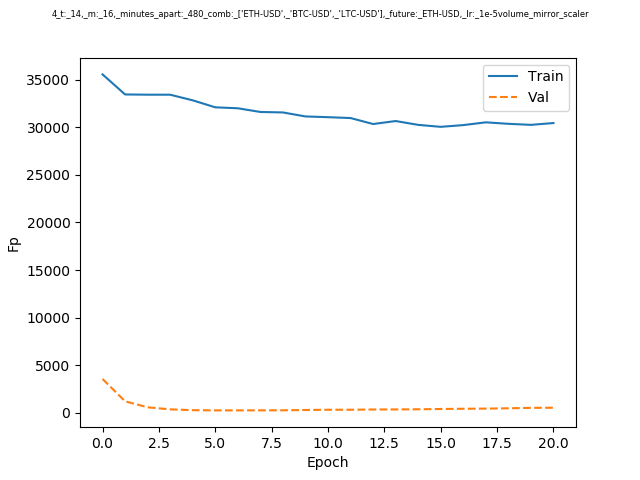 4_t:_14,_m:_16,_minutes_apart:_480_comb:_['ETH-USD',_'BTC-USD',_'LTC-USD'],_future:_ETH-USD,_lr:_1e-5volume_mirror_scaler
Train
Val
35000
30000
25000
20000
15000
10000
5000
0
Fp
0.0 2.5 5.0 7.5 10.0 12.5 15.0 17.5 20.0
Epoch